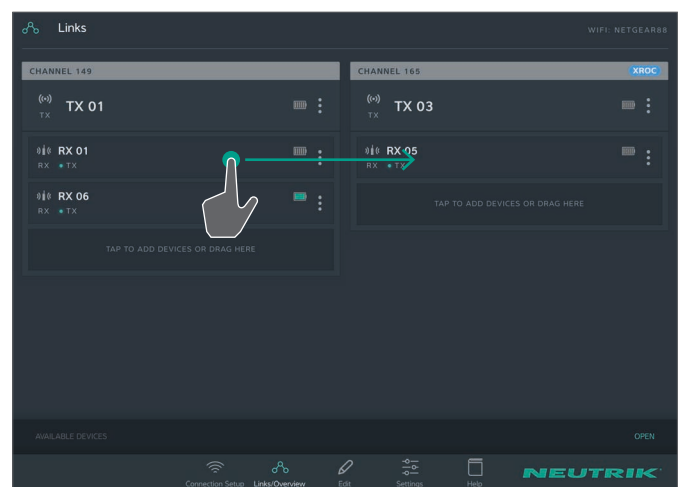 Links
WIFI: NETGEAR88
CHANNEL 149
TX 01
TX
RX 01
RX TX
RX 06
RX TX
TAP TO ADD DEVICES OR DRAG HERE
CHANNEL 165 XROC
TX 03
TX
RX 05
RX TX
TAP TO ADD DEVICES OR DRAG HERE
AVAILABLE DEVICES
OPEN
Connection Setup
Links/Overview
Edit
Settings
Help
NEUTRIK